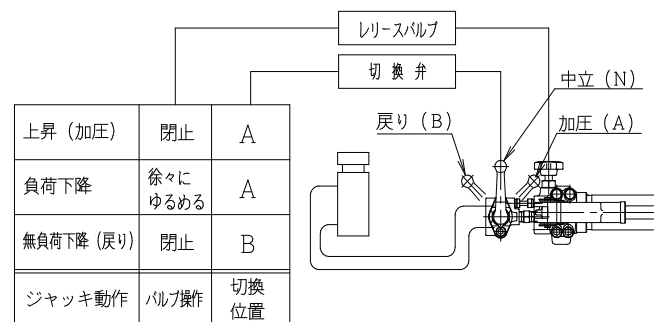 レリースバルブ
切換弁
中立（N）
戻り（B）
加圧（A）
上昇（加圧）
閉止
A
負荷下降
徐々に
ゆるめる
A
無負荷下降（戻り）
閉止
B
ジャッキ動作
バルブ操作
切換
位置